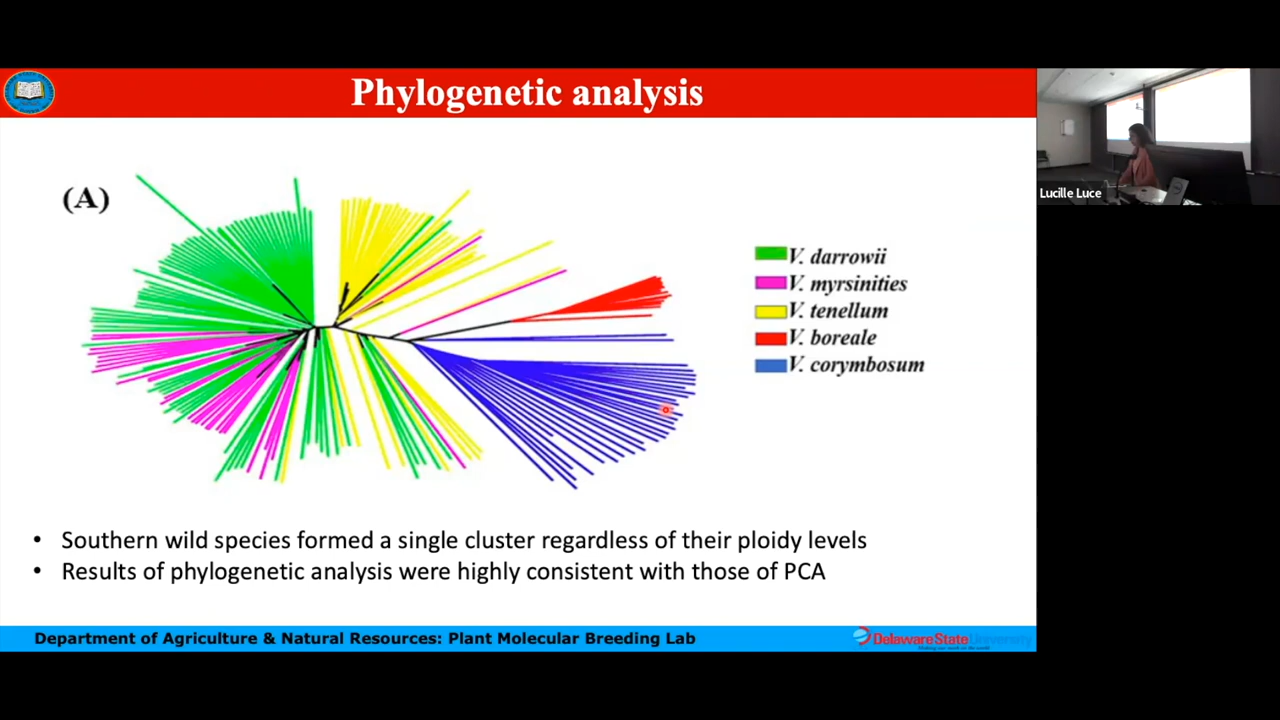 Phylogenetic analysis
(A)
V. darrowii
V. myrsinities
V. tenellum
V. boreale
V. corymbosum
• Southern wild species formed a single cluster regardless of their ploidy levels
• Results of phylogenetic analysis were highly consistent with those of PCA
Department of Agriculture & Natural Resources: Plant Molecular Breeding Lab
DelawareState University
Lucille Luce